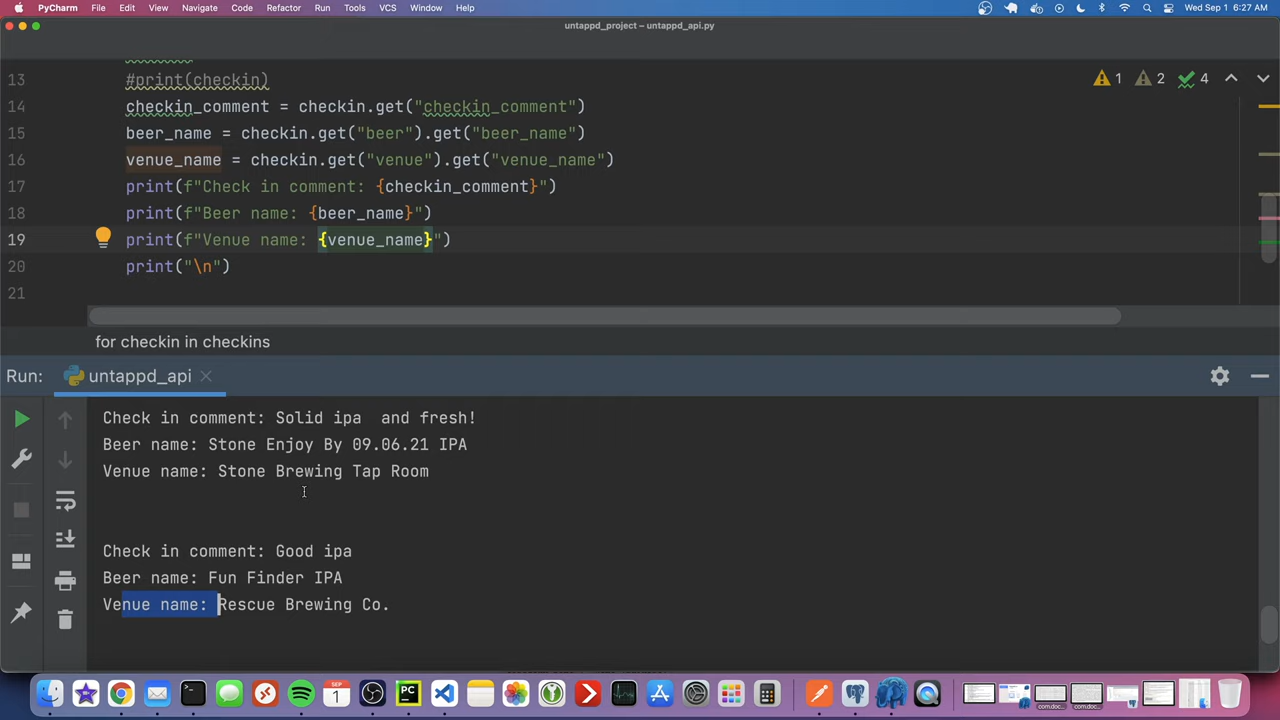 PyCharm File Edit View Navigate Code Refactor Run Tools VCS Window Help Wed Sep 1 6:27 AM
untappd_project – untappd_api.py
13 #print(checkin) 1 2 4
14 checkin_comment = checkin.get("checkin_comment")
15 beer_name = checkin.get("beer").get("beer_name")
16 venue_name = checkin.get("venue").get("venue_name")
17 print(f"Check in comment: {checkin_comment}")
18 print(f"Beer name: {beer_name}")
19 print(f"Venue name: {venue_name}")
20 print("\n")
21
for checkin in checkins
Run: untappd_api
Check in comment: Solid ipa  and fresh!
Beer name: Stone Enjoy By 09.06.21 IPA
Venue name: Stone Brewing Tap Room
Check in comment: Good ipa
Beer name: Fun Finder IPA
Venue name: Rescue Brewing Co.
SEP
1
PC